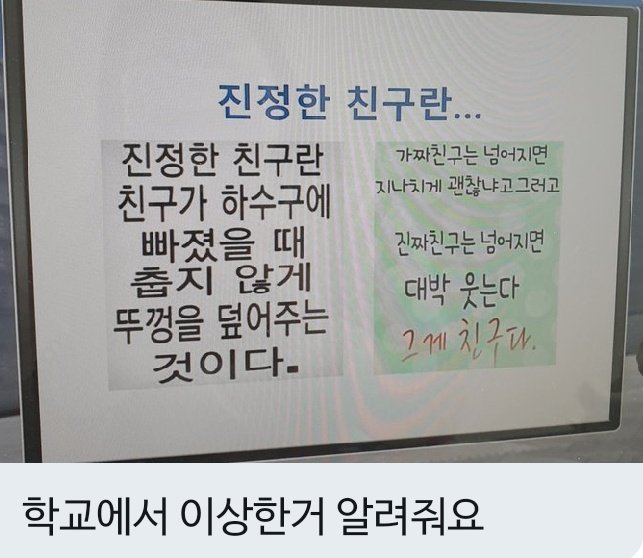 진정한 친구란...
진정한 친구란
친구가 하수구에
빠졌을 때
춥지 않게
뚜껑을 덮어주는
것이다.
가짜친구는 넘어지면
지나치게 괜찮냐고 그러고
진짜친구는 넘어지면
대박 웃는다
그게 친구다.
학교에서 이상한거 알려줘요